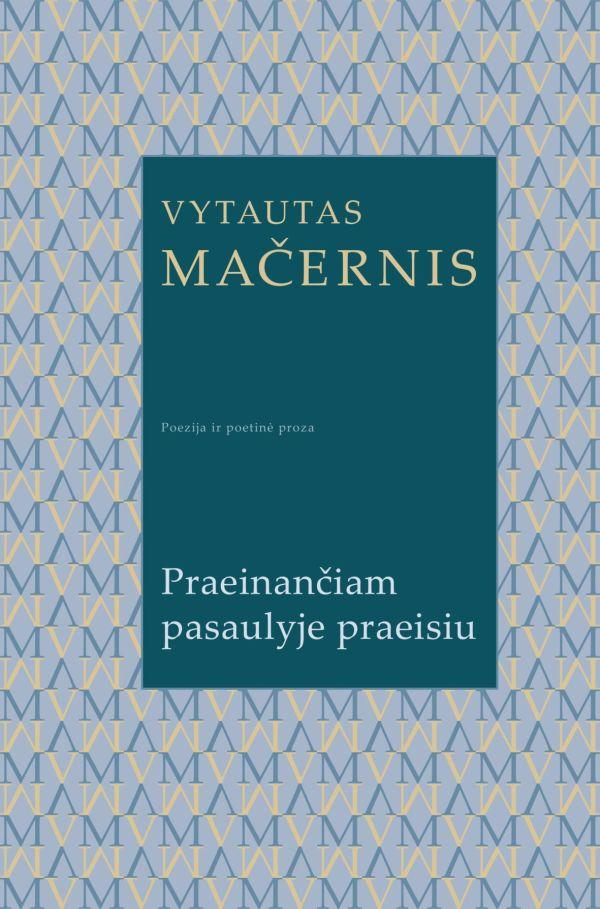 VYTAUTAS
MAČERNIS
Poezija ir poetinė proza
Praeinančiam
pasaulyje praeisiu